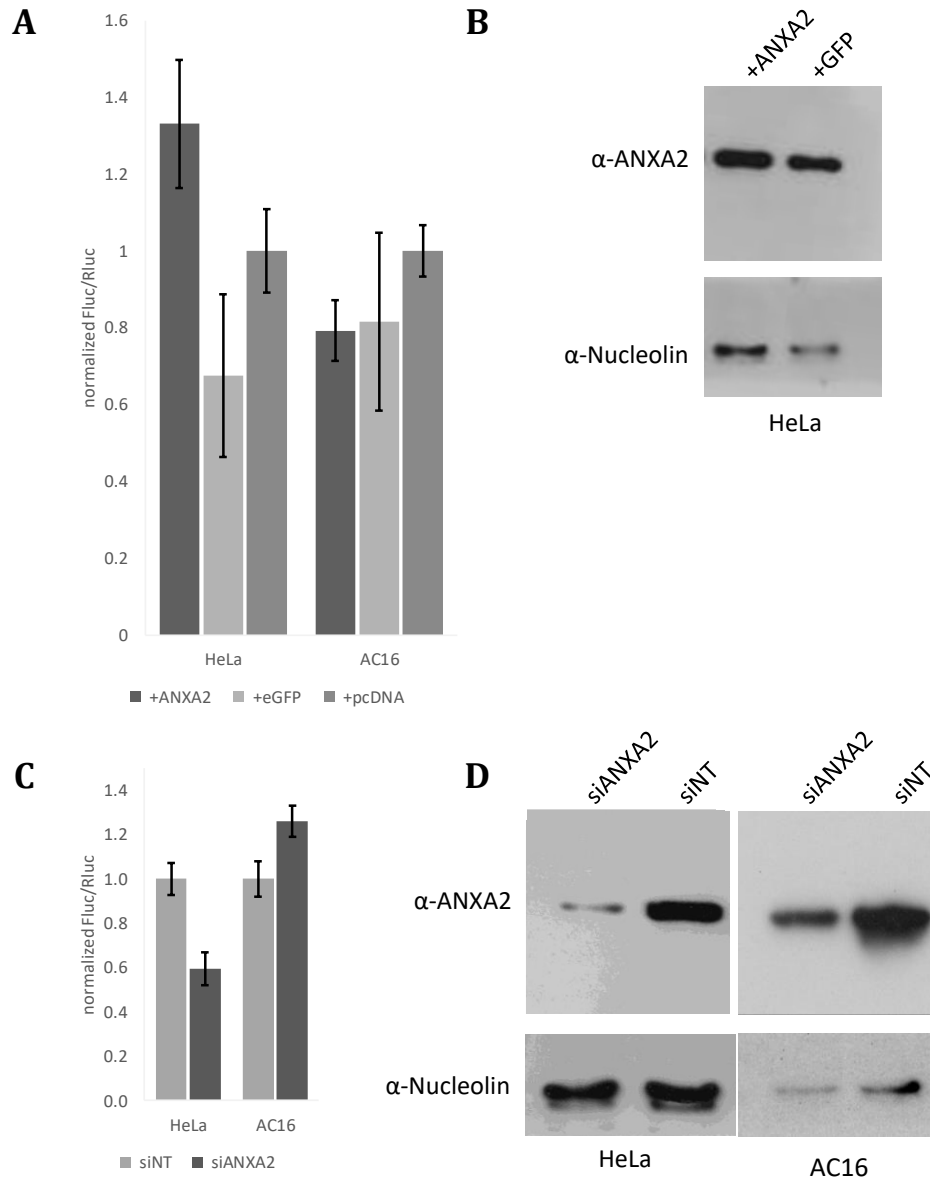 A
1.6
1.4
1.2
1
0.8
0.6
0.4
0.2
0
normalized Fluc/Rluc
HeLa AC16
+ANXA2 +eGFP +pcDNA
B
+ANXA2 +GFP
α-ANXA2
α-Nucleolin
HeLa
C
1.4
1.2
1.0
0.8
0.6
0.4
0.2
0.0
normalized Fluc/Rluc
HeLa AC16
siNT siANXA2
D
siANXA2 siNT siANXA2 siNT
α-ANXA2
α-Nucleolin
HeLa AC16